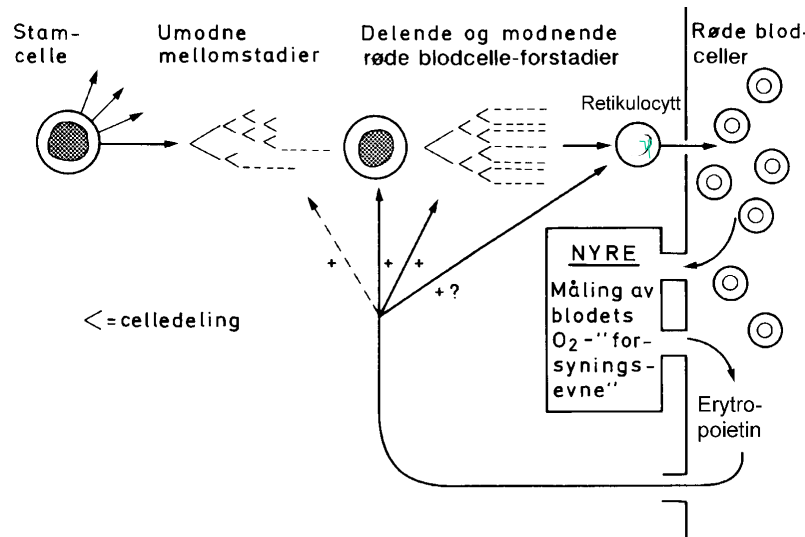 Stam-
celle
Umodne
mellomstadier
Delende og modnende
røde blodcelle-forstadier
Røde blod-
celler
Retikulocytt
+
+
+
+ ?
NYRE
Måling av
blodets
O₂-"for-
synings-
evne"
< = celledeling
Erytro-
poietin